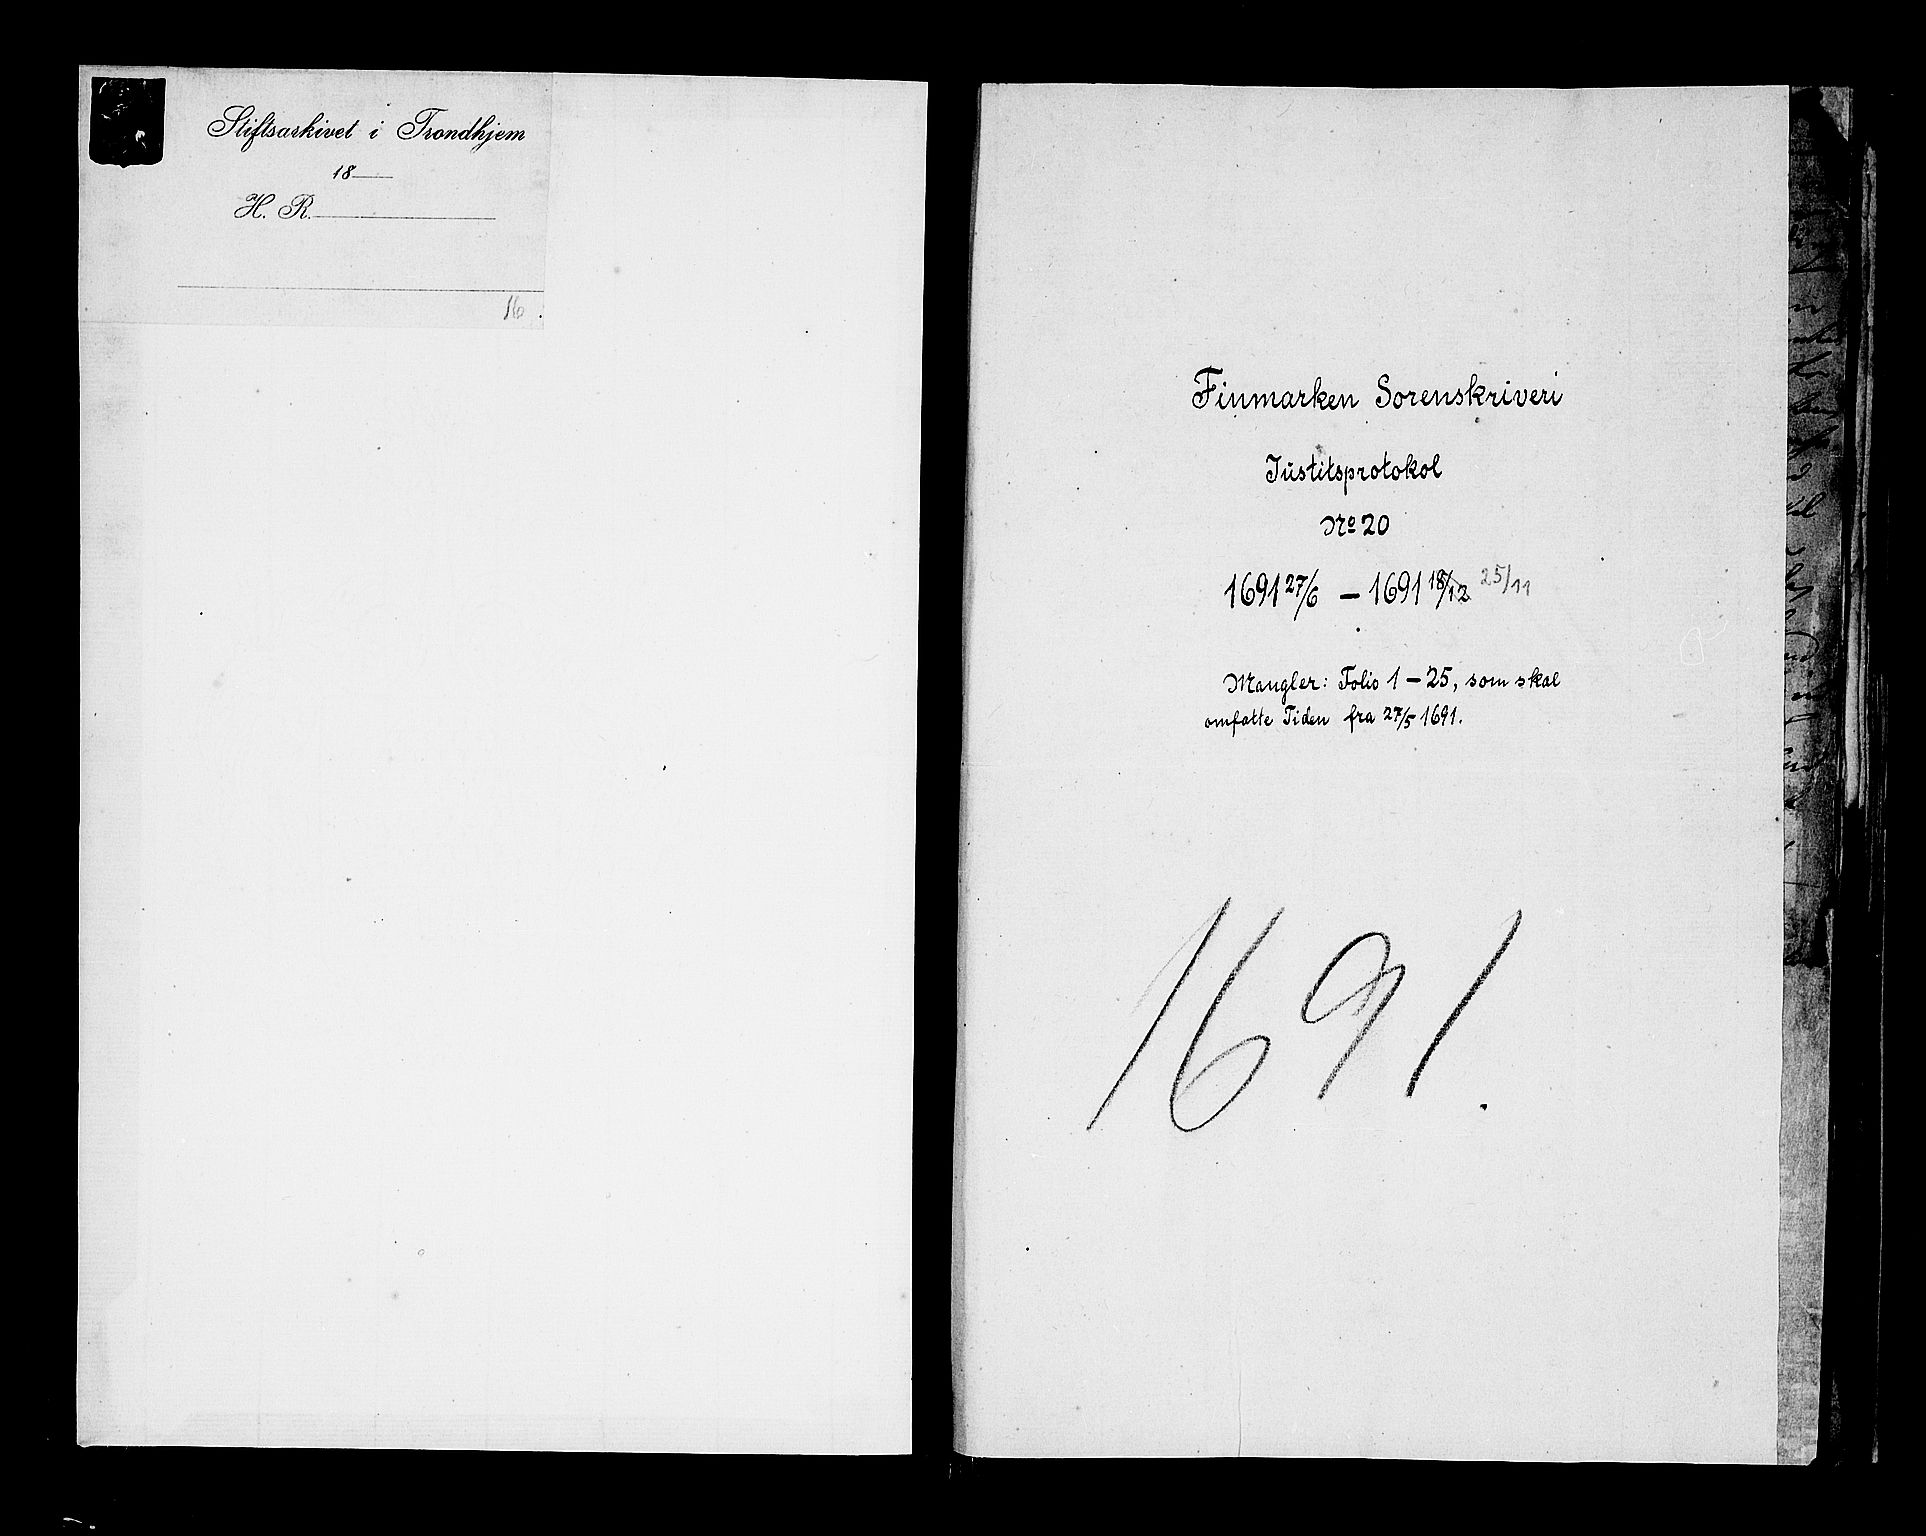 Stiftsarkivet i Trondhjem
18
H. R.
16
Finmarken Sorenskriveri
Justitsprotokol
No 20
1691 27/6 – 1691 18/12 25/11
Mangler: Folio 1 – 25, som skal
omfatte Tiden fra 27/5 1691.
1691.